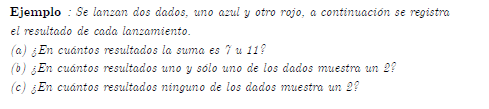 Ejemplo : Se lanzan dos dados, uno azul y otro rojo, a continuación se registra
el resultado de cada lanzamiento.
(a) ¿En cuántos resultados la suma es 7 u 11?
(b) ¿En cuántos resultados uno y sólo uno de los dados muestra un 2?
(c) ¿En cuántos resultados ninguno de los dados muestra un 2?